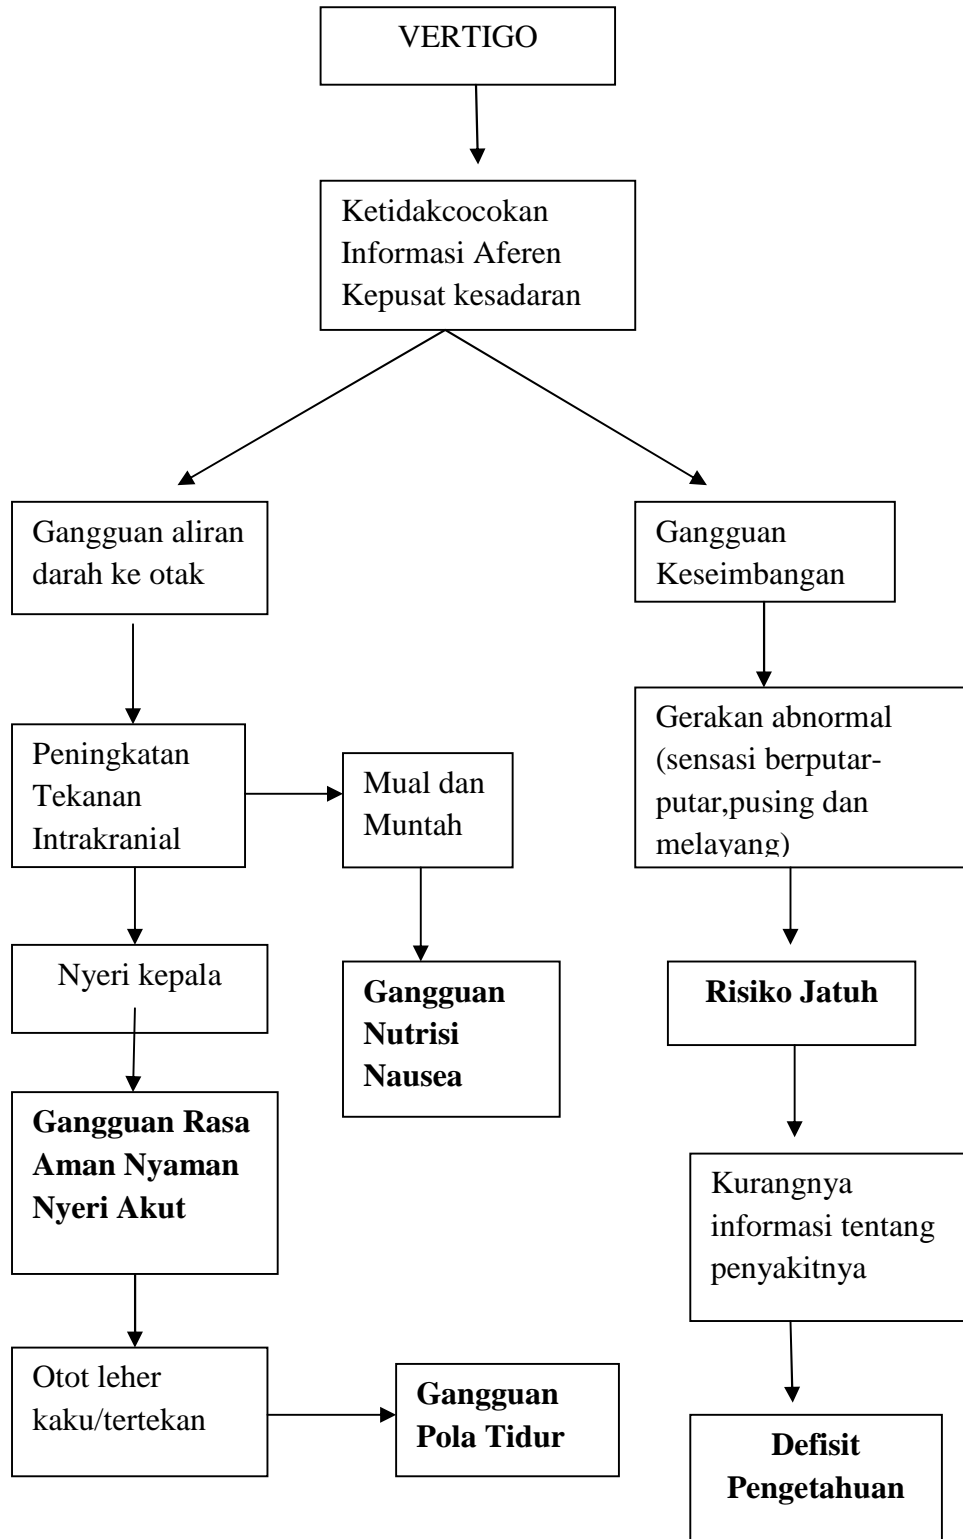 VERTIGO
Ketidakcocokan
Informasi Aferen
Kepusat kesadaran
Gangguan aliran
darah ke otak
Gangguan
Keseimbangan
Peningkatan
Tekanan
Intrakranial
Mual dan
Muntah
Gerakan abnormal
(sensasi berputar-
putar,pusing dan
melayang)
Nyeri kepala
Gangguan
Nutrisi
Nausea
Risiko Jatuh
Gangguan Rasa
Aman Nyaman
Nyeri Akut
Kurangnya
informasi tentang
penyakitnya
Otot leher
kaku/tertekan
Gangguan
Pola Tidur
Defisit
Pengetahuan